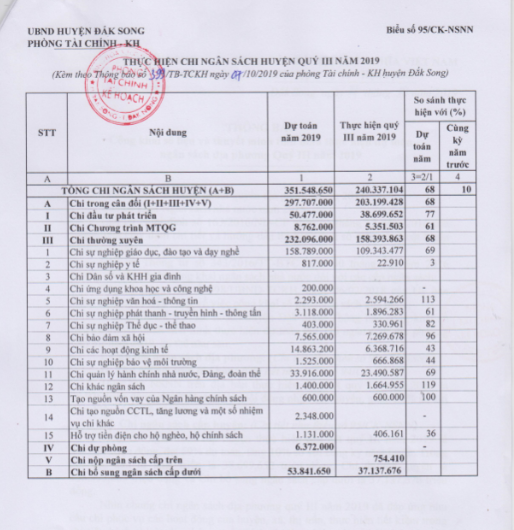 UBND HUYỆN ĐẮK SONG
PHÒNG TÀI CHÍNH - KH
Biểu số 95/CK-NSNN
THỰC HIỆN CHI NGÂN SÁCH HUYỆN QUÝ III NĂM 2019
(Kèm theo Thông báo số /TB-TCKH ngày /10/2019 của phòng Tài chính - KH huyện Đắk Song)
PHÒNG
TÀI CHÍNH
KẾ HOẠCH
STT Nội dung Dự toán năm 2019 Thực hiện quý III năm 2019 So sánh thực hiện với (%)
Dự toán năm Cùng kỳ năm trước
A B 1 2 3=2/1 4
TỔNG CHI NGÂN SÁCH HUYỆN (A+B) 351.548.650 240.337.104 68 10
A Chi trong cân đối (I+II+III+IV+V) 297.707.000 203.199.428 68
I Chi đầu tư phát triển 50.477.000 38.699.652 77
II Chi Chương trình MTQG 8.762.000 5.351.503 61
III Chi thường xuyên 232.096.000 158.393.863 68
1 Chi sự nghiệp giáo dục, đào tạo và dạy nghề 158.789.000 109.343.477 69
2 Chi sự nghiệp y tế 817.000 22.910 3
3 Chi Dân số và KHH gia đình
4 Chi ứng dụng khoa học và công nghệ 200.000 -
5 Chi sự nghiệp văn hoá - thông tin 2.293.000 2.594.266 113
6 Chi sự nghiệp phát thanh - truyền hình - thông tấn 3.118.000 1.896.283 61
7 Chi sự nghiệp Thể dục - thể thao 403.000 330.961 82
8 Chi bảo đảm xã hội 7.565.000 7.269.678 96
9 Chi các hoạt động kinh tế 14.863.200 6.368.716 43
10 Chi sự nghiệp bảo vệ môi trường 1.525.000 666.868 44
11 Chi quản lý hành chính nhà nước, Đảng, đoàn thể 33.916.000 23.490.587 69
12 Chi khác ngân sách 1.400.000 1.664.955 119
13 Tạo nguồn vốn vay của Ngân hàng chính sách 600.000 600.000 100
14 Chi tạo nguồn CCTL, tăng lương và một số nhiệm vụ chi khác 2.348.000 -
15 Hỗ trợ tiền điện cho hộ nghèo, hộ chính sách 1.131.000 406.161 36
IV Chi dự phòng 6.372.000 -
V Chi nộp ngân sách cấp trên 754.410
B Chi bổ sung ngân sách cấp dưới 53.841.650 37.137.676